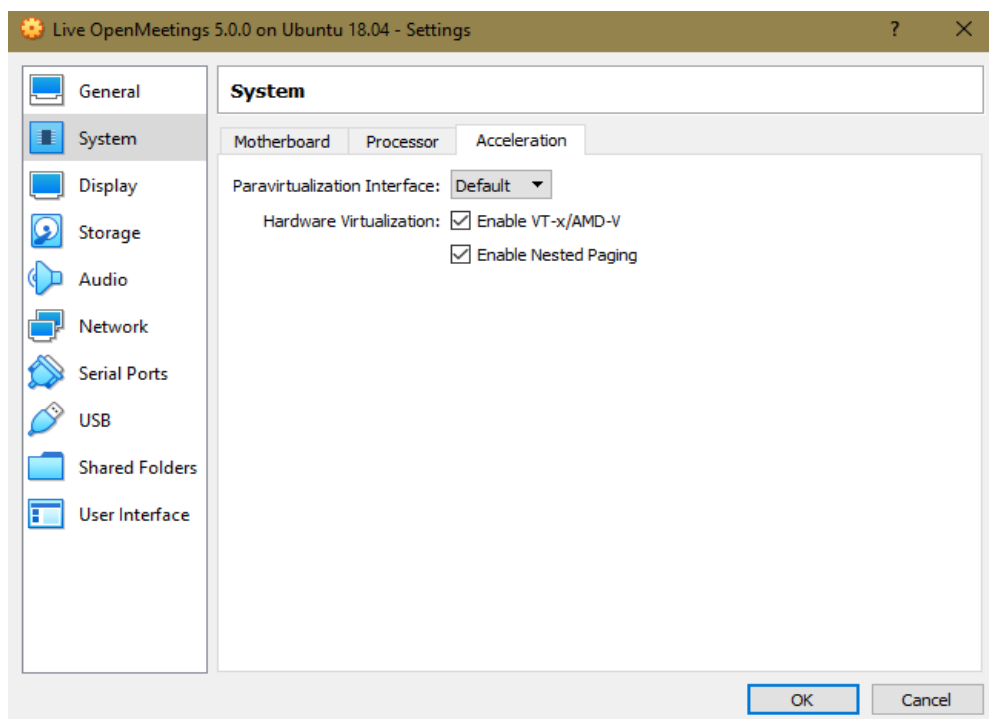 Live OpenMeetings 5.0.0 on Ubuntu 18.04 - Settings ? ×
General
System
Display
Storage
Audio
Network
Serial Ports
USB
Shared Folders
User Interface
System
Motherboard Processor Acceleration
Paravirtualization Interface: Default
Hardware Virtualization: Enable VT-x/AMD-V
Enable Nested Paging
OK Cancel